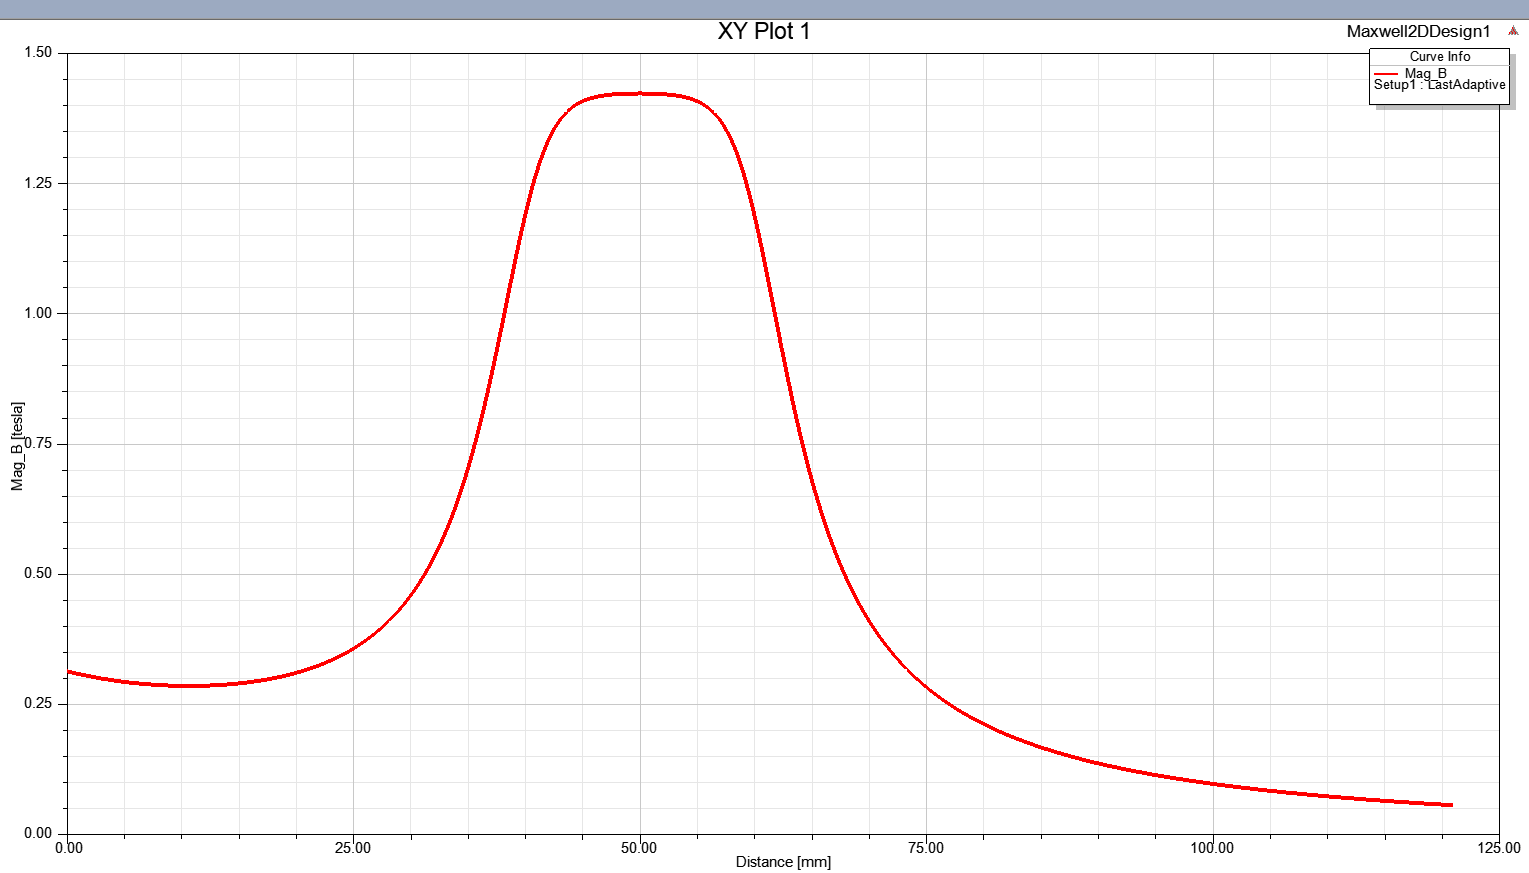 XY Plot 1
Maxwell2DDesign1
Curve Info
Mag_B
Setup1 : LastAdaptive
1.50
1.25
1.00
0.75
0.50
0.25
0.00
Mag_B [tesla]
0.00 25.00 50.00 75.00 100.00 125.00
Distance [mm]